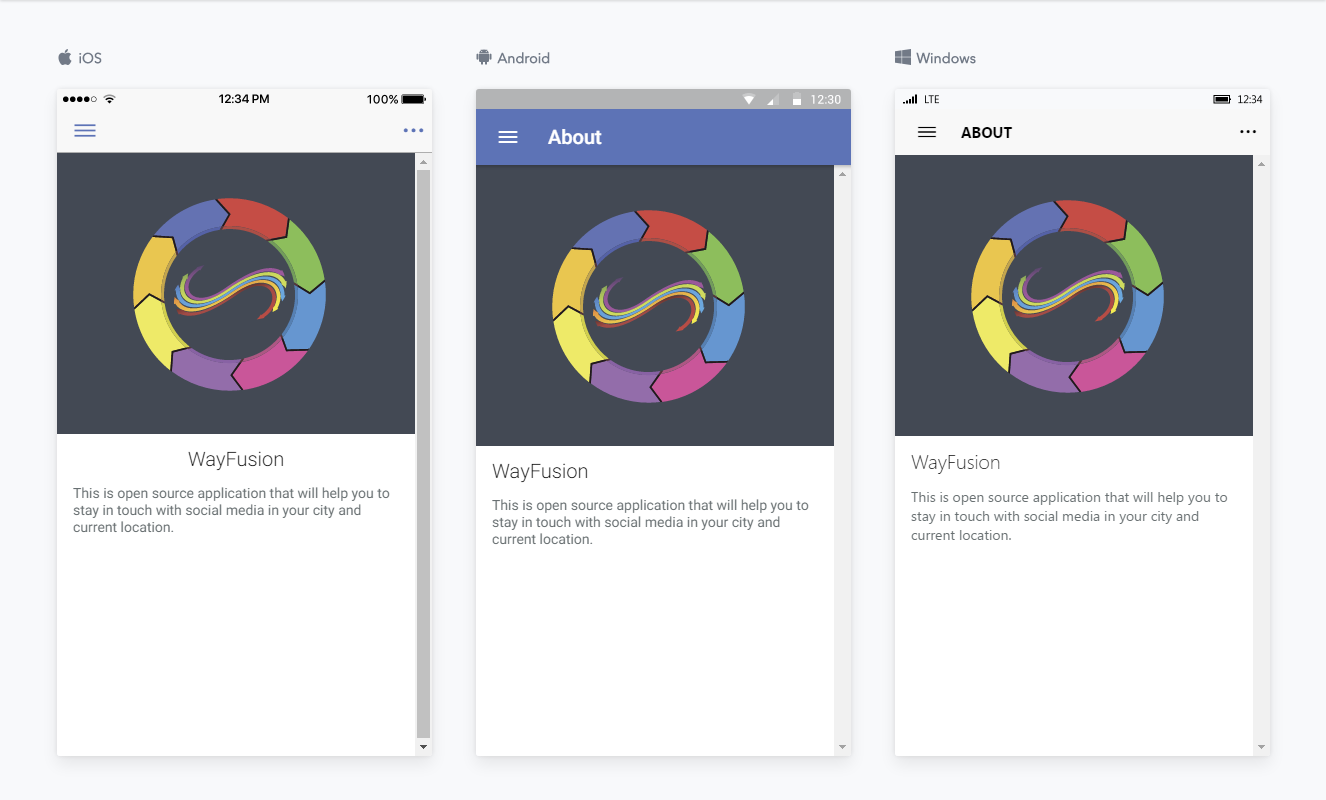 iOS
12:34 PM 100%
WayFusion
This is open source application that will help you to
stay in touch with social media in your city and
current location.
Android
12:30
About
WayFusion
This is open source application that will help you to
stay in touch with social media in your city and
current location.
Windows
LTE 12:34
ABOUT
WayFusion
This is open source application that will help you to
stay in touch with social media in your city and
current location.